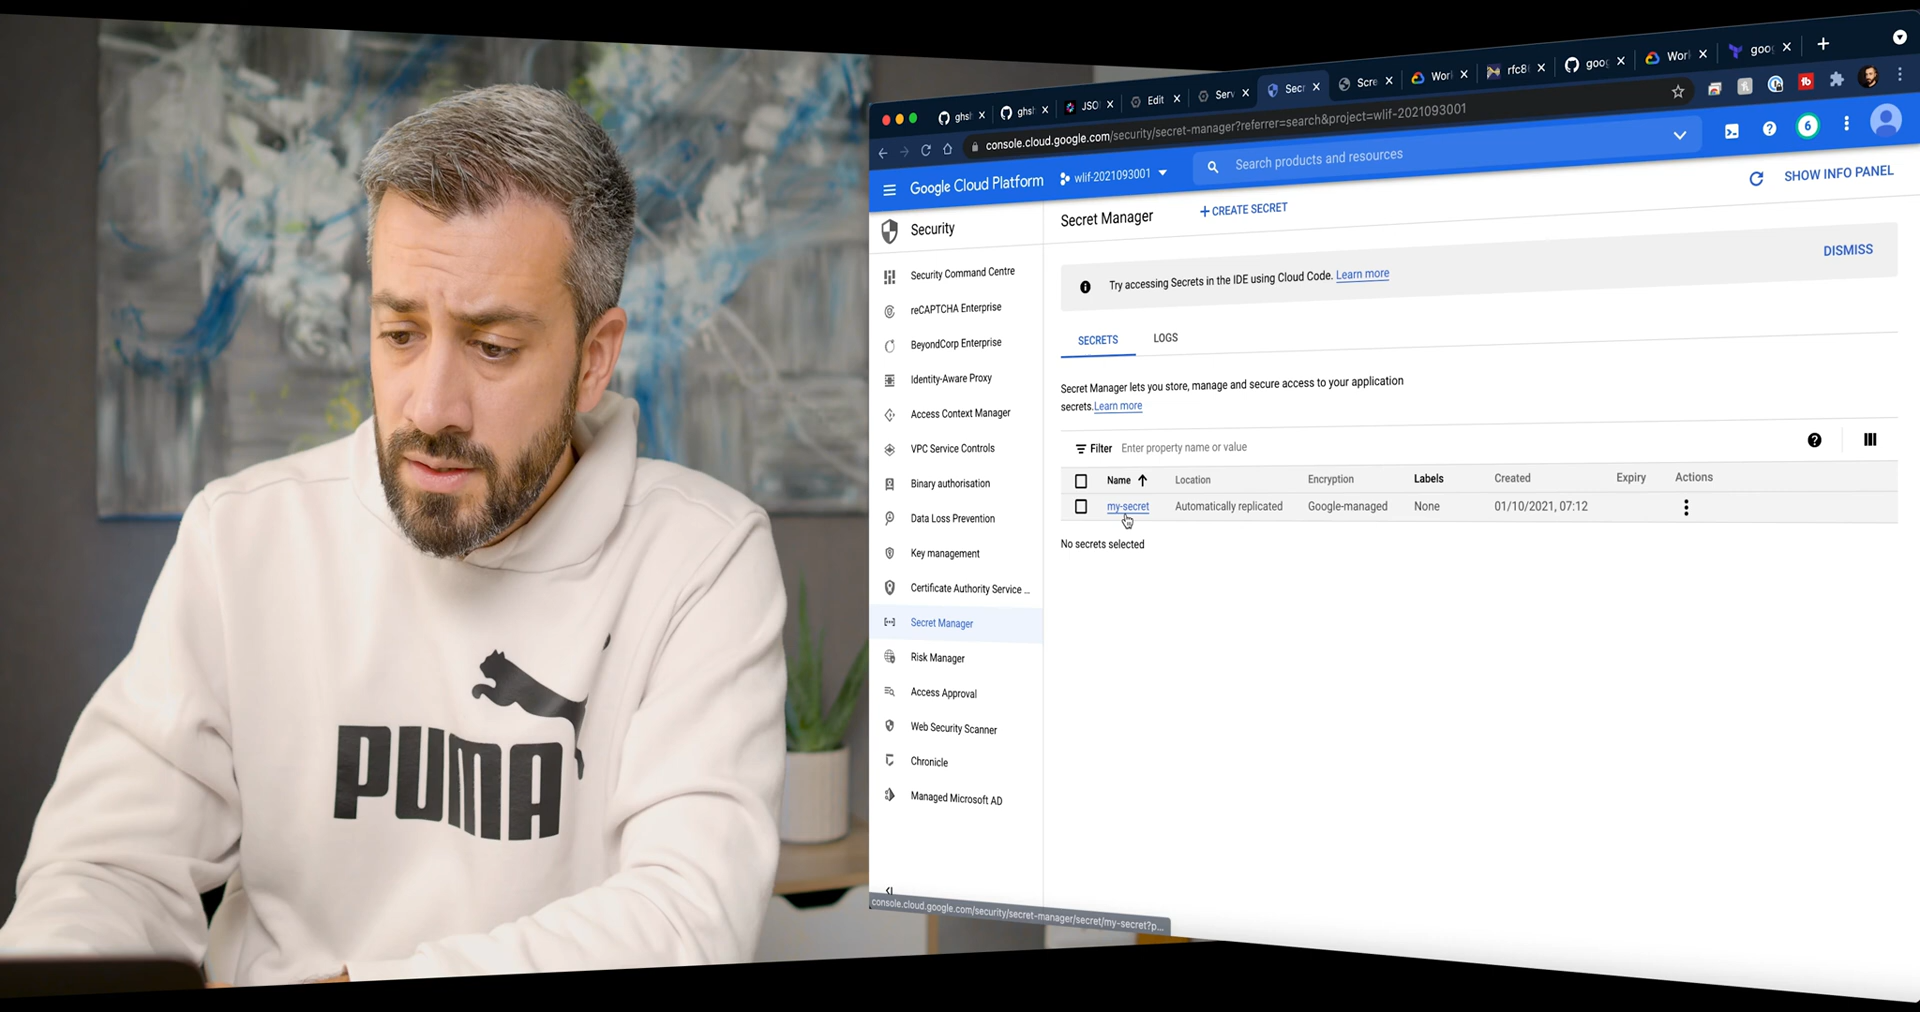 ghsl
ghsl
JSO
Edit
Serv
Secr
Scre
Worl
rfc8
goog
Worl
goo
console.cloud.google.com/security/secret-manager?referrer=search&project=wlif-2021093001
Google Cloud Platform
wlif-2021093001
Search products and resources
6
Security
Secret Manager
CREATE SECRET
SHOW INFO PANEL
Try accessing Secrets in the IDE using Cloud Code. Learn more
DISMISS
SECRETS
LOGS
Secret Manager lets you store, manage and secure access to your application
secrets. Learn more
Filter Enter property name or value
Name Location Encryption Labels Created Expiry Actions
my-secret Automatically replicated Google-managed None 01/10/2021, 07:12
No secrets selected
Security Command Centre
reCAPTCHA Enterprise
BeyondCorp Enterprise
Identity-Aware Proxy
Access Context Manager
VPC Service Controls
Binary authorisation
Data Loss Prevention
Key management
Certificate Authority Service ...
Secret Manager
Risk Manager
Access Approval
Web Security Scanner
Chronicle
Managed Microsoft AD
console.cloud.google.com/security/secret-manager/secret/my-secret?p...
PUMA